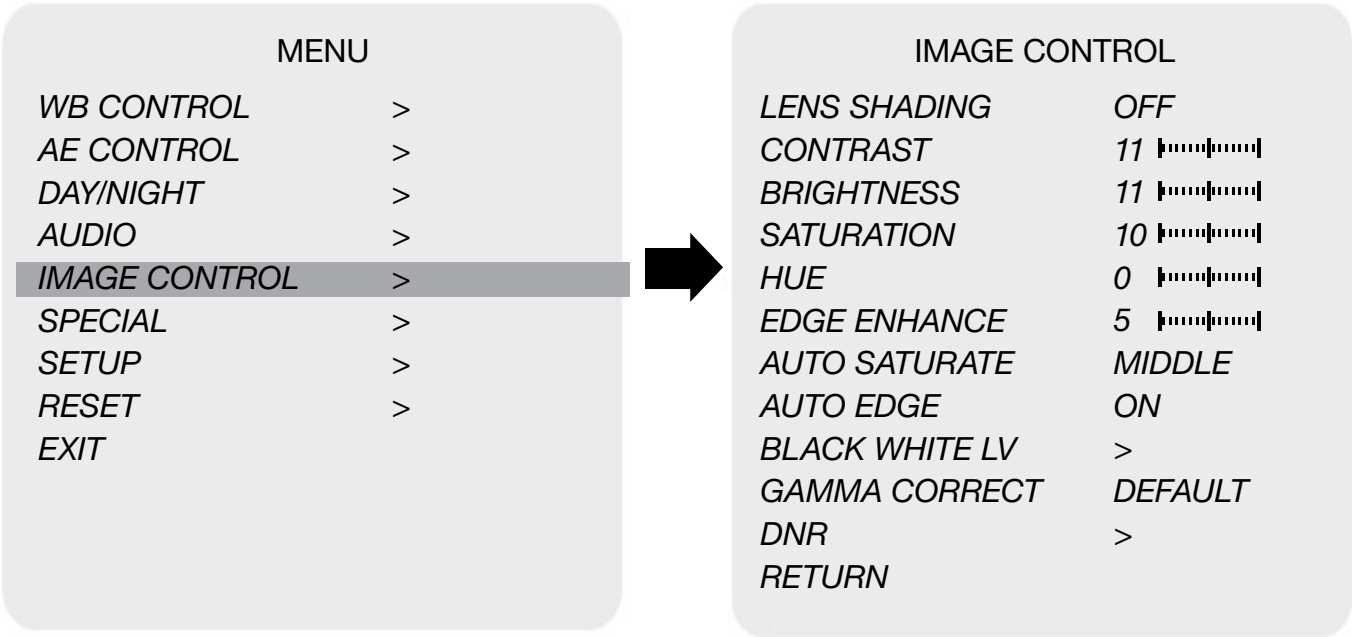 MENU
WB CONTROL >
AE CONTROL >
DAY/NIGHT >
AUDIO >
IMAGE CONTROL >
SPECIAL >
SETUP >
RESET >
EXIT
IMAGE CONTROL
LENS SHADING OFF
CONTRAST 11
BRIGHTNESS 11
SATURATION 10
HUE 0
EDGE ENHANCE 5
AUTO SATURATE MIDDLE
AUTO EDGE ON
BLACK WHITE LV >
GAMMA CORRECT DEFAULT
DNR >
RETURN